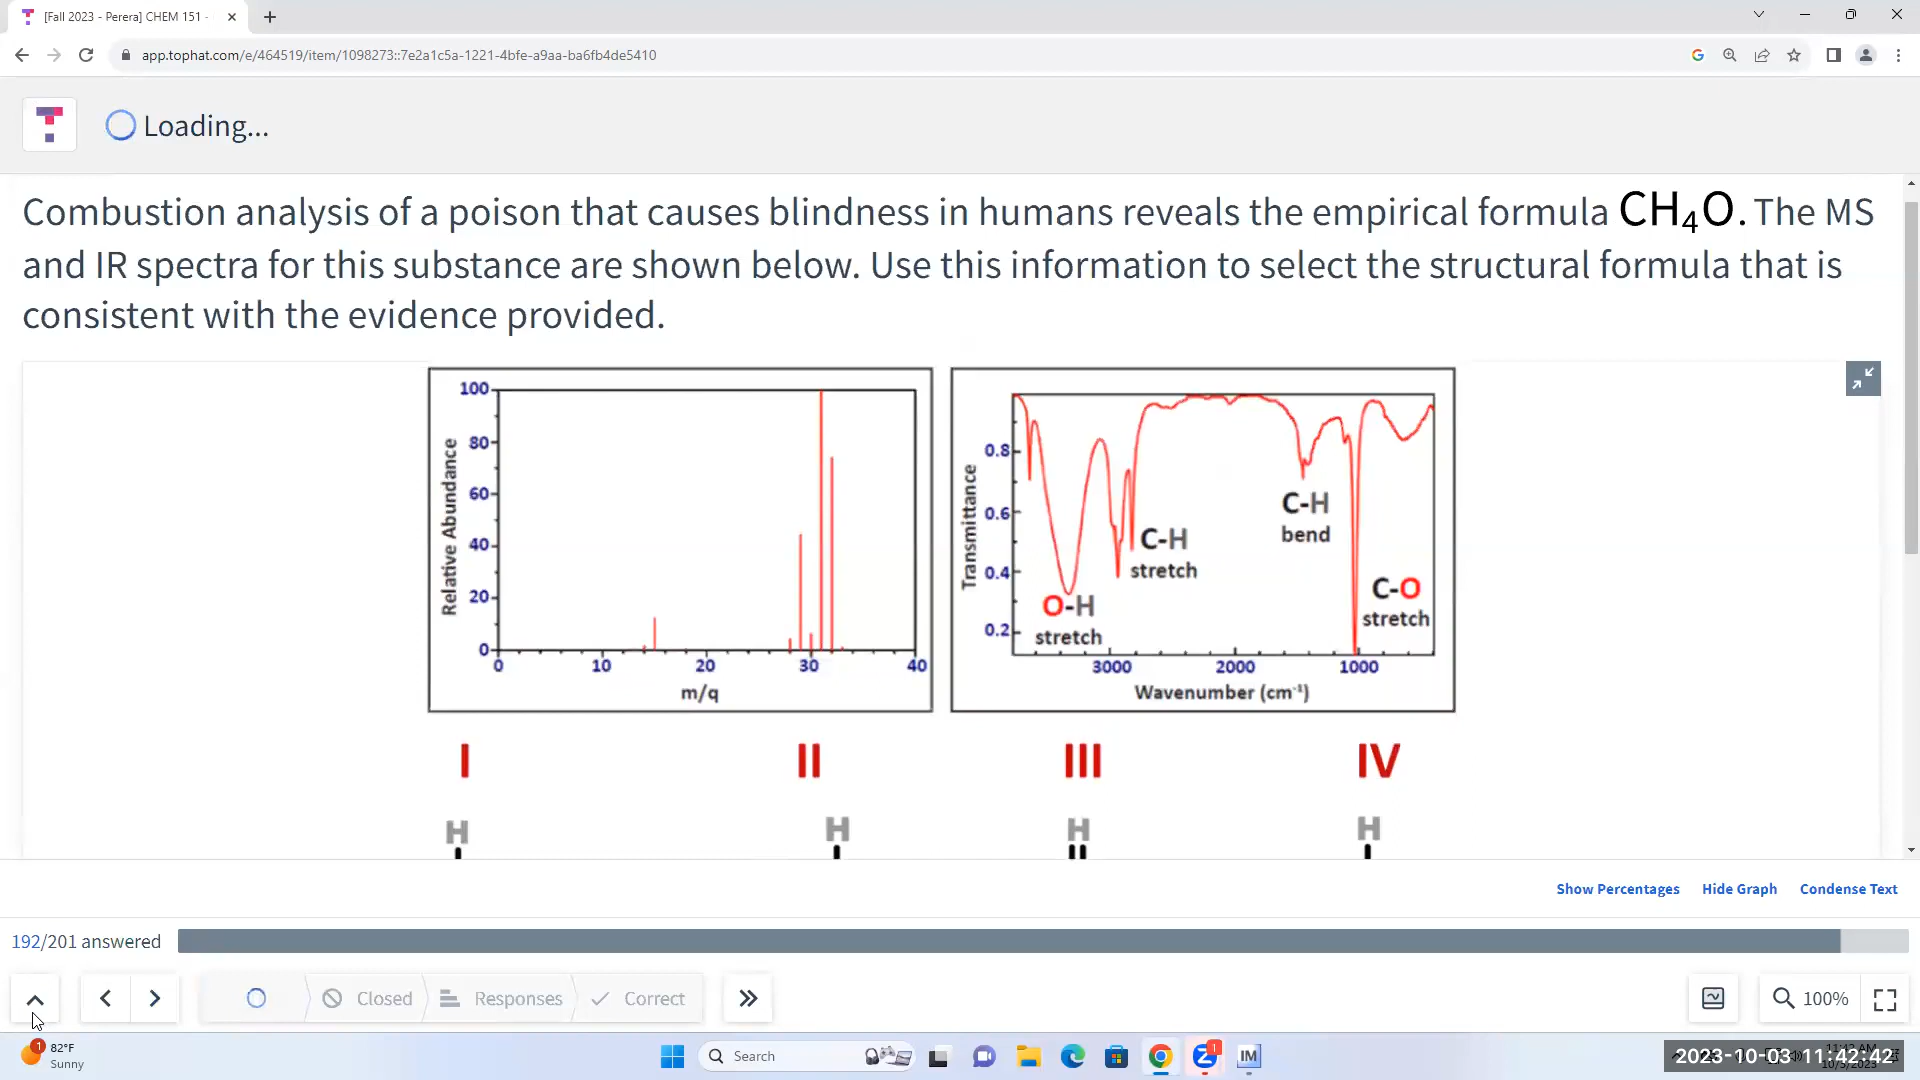 [Fall 2023 - Perera] CHEM 151 -
app.tophat.com/e/464519/item/1098273::7e2a1c5a-1221-4bfe-a9aa-ba6fb4de5410
Loading...
Combustion analysis of a poison that causes blindness in humans reveals the empirical formula CH₄O. The MS
and IR spectra for this substance are shown below. Use this information to select the structural formula that is
consistent with the evidence provided.
100
80
60
40
20
0
Relative Abundance
0 10 20 30 40
m/q
0.8
0.6
0.4
0.2
Transmittance
C-H
stretch
C-H
bend
O-H
stretch
C-O
stretch
3000 2000 1000
Wavenumber (cm⁻¹)
I II III IV
H H H H
Show Percentages Hide Graph Condense Text
192/201 answered
Closed Responses Correct
100%
1
82°F
Sunny
Search
1
IM
2023-10-03 11:42:42